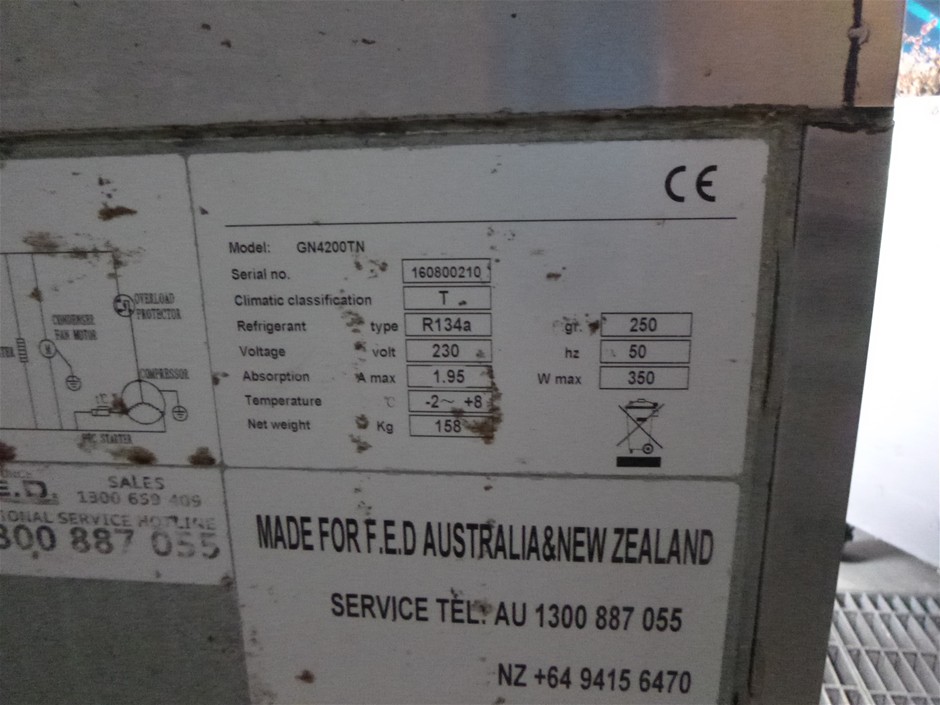 CE
Model: GN4200TN
Serial no. 160800210
Climatic classification T
Refrigerant type R134a gr. 250
Voltage volt 230 hz 50
Absorption A max 1.95 W max 350
Temperature °C -2~ +8
Net weight Kg 158
OVERLOAD
PROTECTOR
CONDENSER
FAN MOTOR
M
COMPRESSOR
STARTER
E.D.
SALES
1300 659 409
SERVICE HOTLINE
887 055
MADE FOR F.E.D AUSTRALIA&NEW ZEALAND
SERVICE TEL: AU 1300 887 055
NZ +64 9415 6470